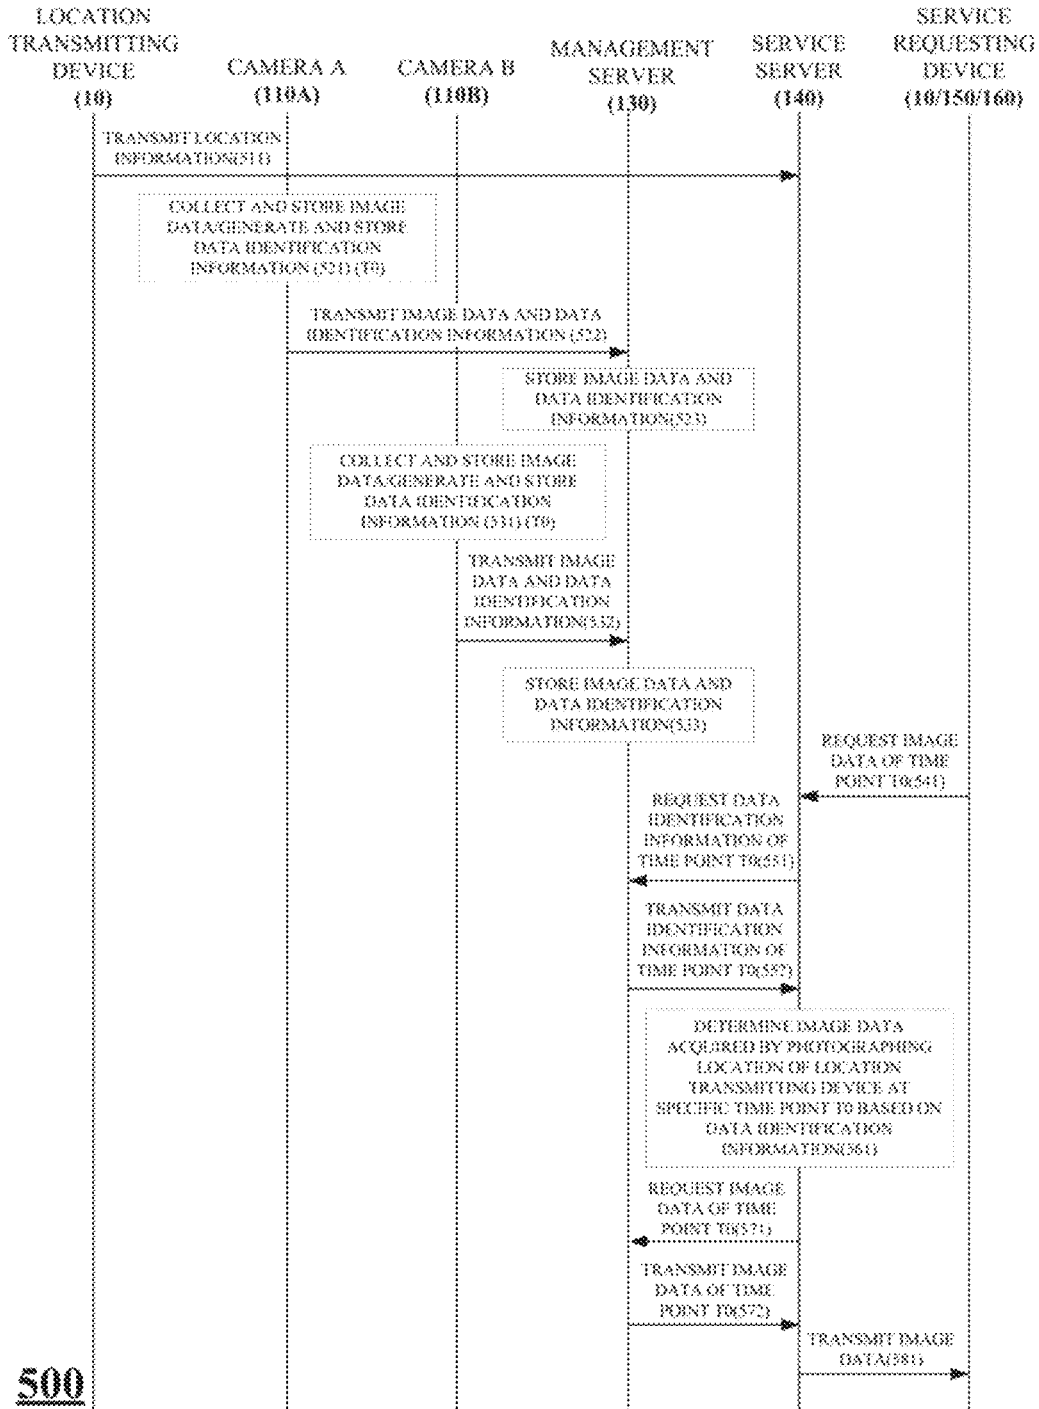 LOCATION
TRANSMITTING
DEVICE
(10)
CAMERA A
(110A)
CAMERA B
(110B)
MANAGEMENT
SERVER
(130)
SERVICE
SERVER
(140)
SERVICE
REQUESTING
DEVICE
(10/150/160)
TRANSMIT LOCATION
INFORMATION(511)
COLLECT AND STORE IMAGE
DATA/GENERATE AND STORE
DATA IDENTIFICATION
INFORMATION (521) (T0)
TRANSMIT IMAGE DATA AND DATA
IDENTIFICATION INFORMATION (522)
STORE IMAGE DATA AND
DATA IDENTIFICATION
INFORMATION(523)
COLLECT AND STORE IMAGE
DATA/GENERATE AND STORE
DATA IDENTIFICATION
INFORMATION (531) (T0)
TRANSMIT IMAGE
DATA AND DATA
IDENTIFICATION
INFORMATION(532)
STORE IMAGE DATA AND
DATA IDENTIFICATION
INFORMATION(533)
REQUEST IMAGE
DATA OF TIME
POINT T0(541)
REQUEST DATA
IDENTIFICATION
INFORMATION OF
TIME POINT T0(551)
TRANSMIT DATA
IDENTIFICATION
INFORMATION OF
TIME POINT T0(552)
DETERMINE IMAGE DATA
ACQUIRED BY PHOTOGRAPHING
LOCATION OF LOCATION
TRANSMITTING DEVICE AT
SPECIFIC TIME POINT T0 BASED ON
DATA IDENTIFICATION
INFORMATION(561)
REQUEST IMAGE
DATA OF TIME
POINT T0(571)
TRANSMIT IMAGE
DATA OF TIME
POINT T0(572)
TRANSMIT IMAGE
DATA(581)
500